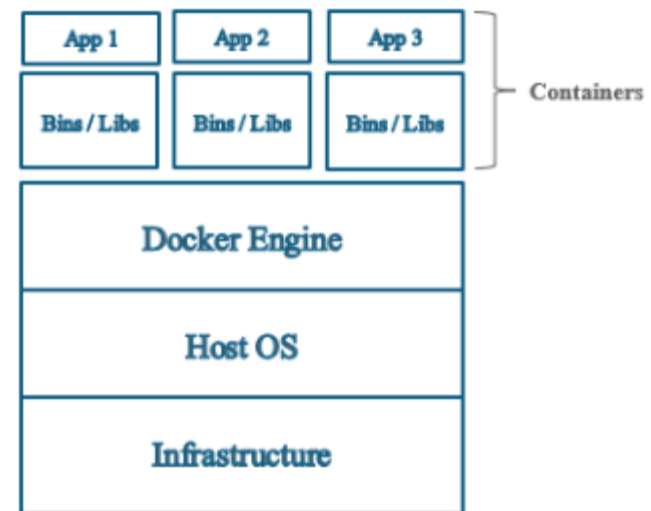 App 1
App 2
App 3
Containers
Bins / Libs
Bins / Libs
Bins / Libs
Docker Engine
Host OS
Infrastructure